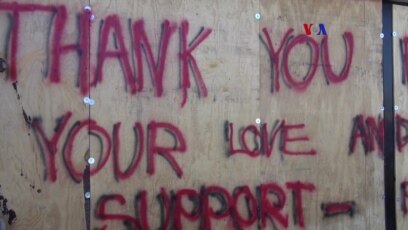 VOA
THANK YOU
YOUR LOVE AND
SUPPORT -